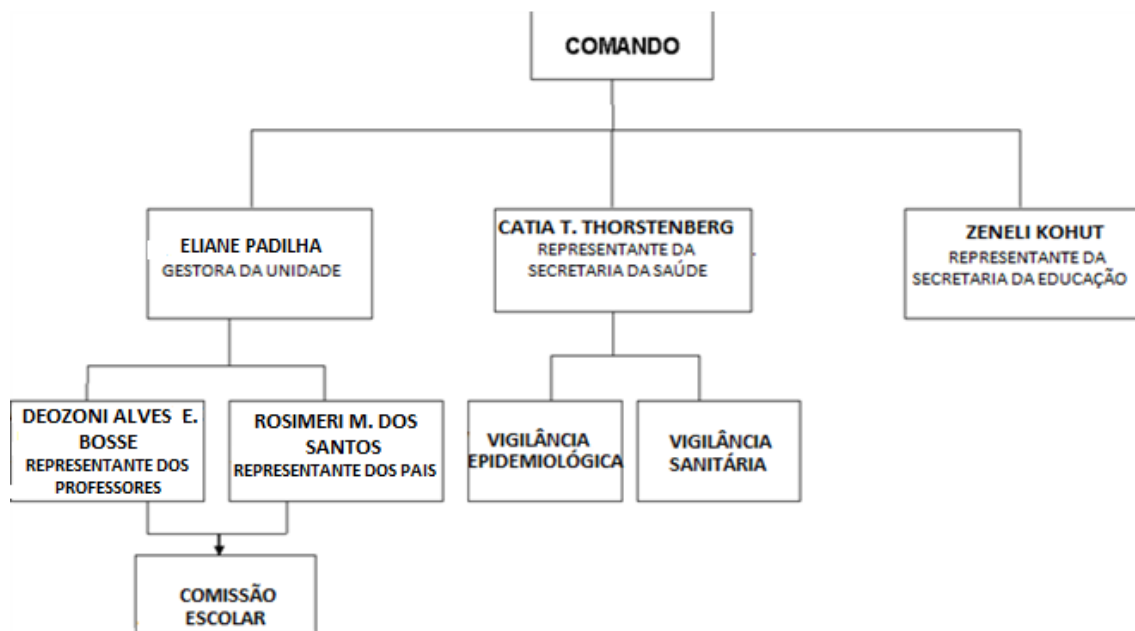 COMANDO
ELIANE PADILHA
GESTORA DA UNIDADE
CATIA T. THORSTENBERG
REPRESENTANTE DA
SECRETARIA DA SAÚDE
ZENELI KOHUT
REPRESENTANTE DA
SECRETARIA DA EDUCAÇÃO
DEOZONI ALVES E.
BOSSE
REPRESENTANTE DOS
PROFESSORES
ROSIMERI M. DOS
SANTOS
REPRESENTANTE DOS PAIS
VIGILÂNCIA
EPIDEMIOLÓGICA
VIGILÂNCIA
SANITÁRIA
COMISSÃO
ESCOLAR